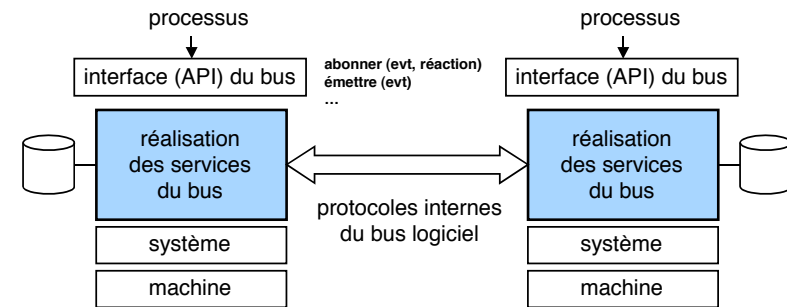 processus
processus
interface (API) du bus
abonner (evt, réaction)
émettre (evt)
...
interface (API) du bus
réalisation
des services
du bus
réalisation
des services
du bus
protocoles internes
du bus logiciel
système
système
machine
machine